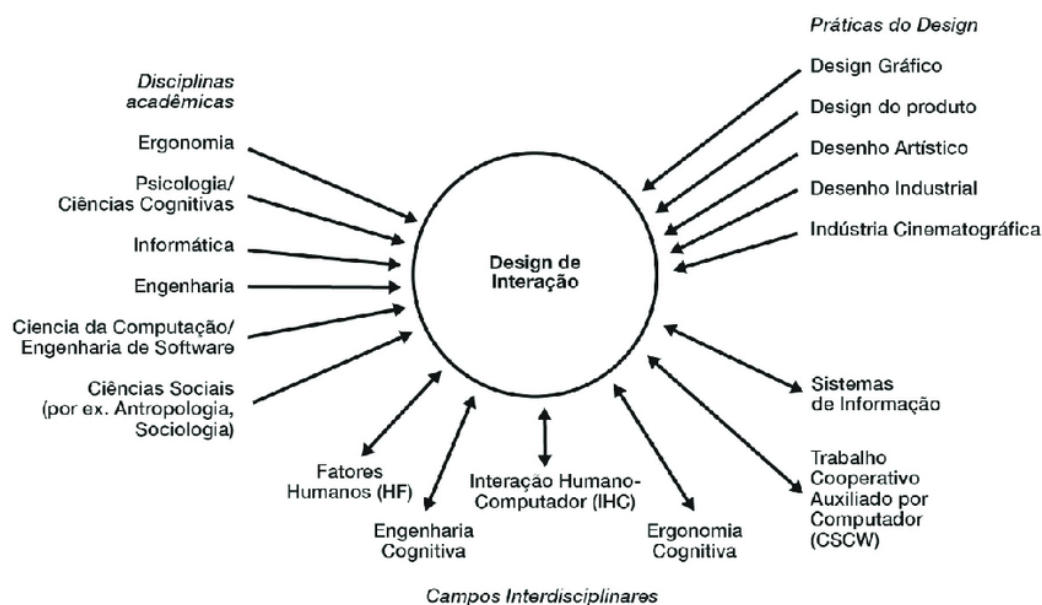 Práticas do Design
Design Gráfico
Design do produto
Desenho Artístico
Desenho Industrial
Indústria Cinematográfica
Disciplinas
acadêmicas
Ergonomia
Psicologia/
Ciências Cognitivas
Informática
Engenharia
Ciencia da Computação/
Engenharia de Software
Ciências Sociais
(por ex. Antropologia,
Sociologia)
Design de
Interação
Fatores
Humanos (HF)
Engenharia
Cognitiva
Interação Humano-
Computador (IHC)
Ergonomia
Cognitiva
Sistemas
de Informação
Trabalho
Cooperativo
Auxiliado por
Computador
(CSCW)
Campos Interdisciplinares